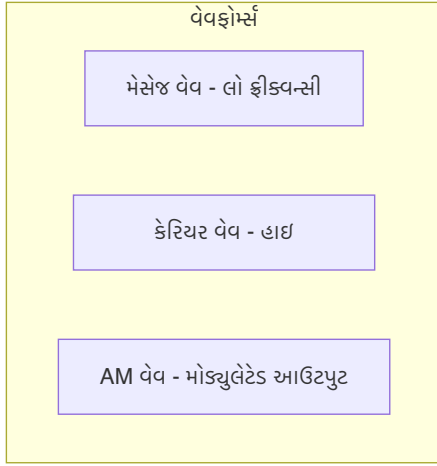 વેવફોર્મ્સ
મેસેજ વેવ - લો ફ્રીક્વન્સી
કેરિયર વેવ - હાઇ
AM વેવ - મોડ્યુલેટેડ આઉટપુટ